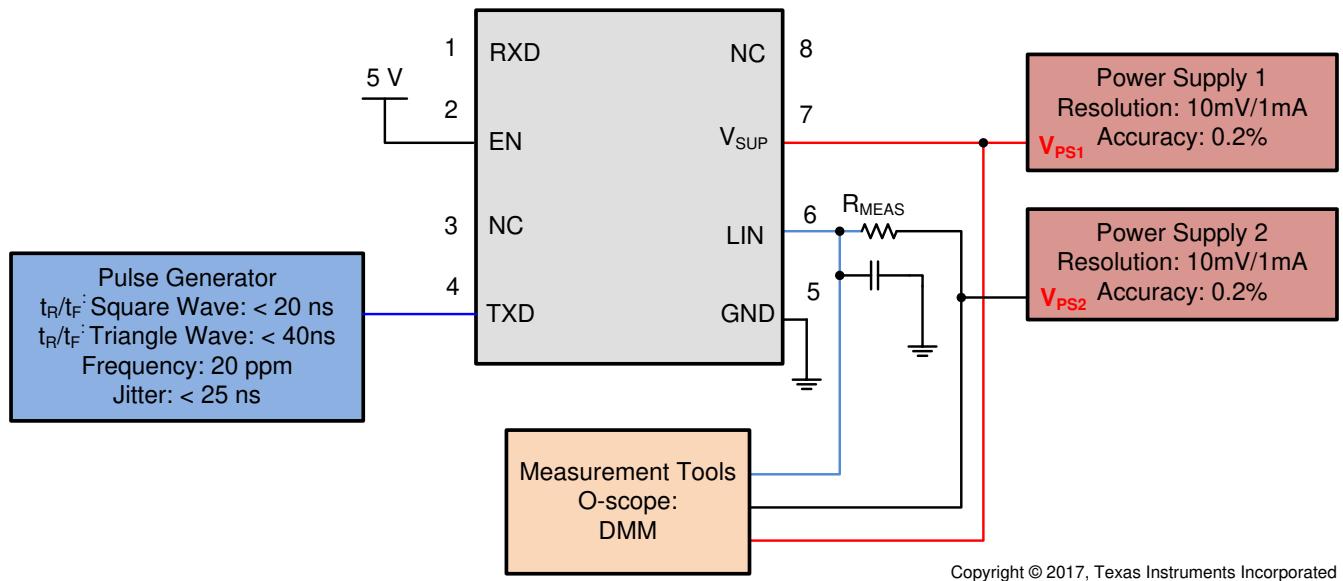 1
RXD
NC
8
5 V
2
EN
7
VSUP
3
NC
6
LIN
RMEAS
4
TXD
5
GND
Power Supply 1
Resolution: 10mV/1mA
Accuracy: 0.2%
VPS1
Power Supply 2
Resolution: 10mV/1mA
Accuracy: 0.2%
VPS2
Pulse Generator
tR/tF: Square Wave: < 20 ns
tR/tF: Triangle Wave: < 40ns
Frequency: 20 ppm
Jitter: < 25 ns
Measurement Tools
O-scope:
DMM
Copyright © 2017, Texas Instruments Incorporated